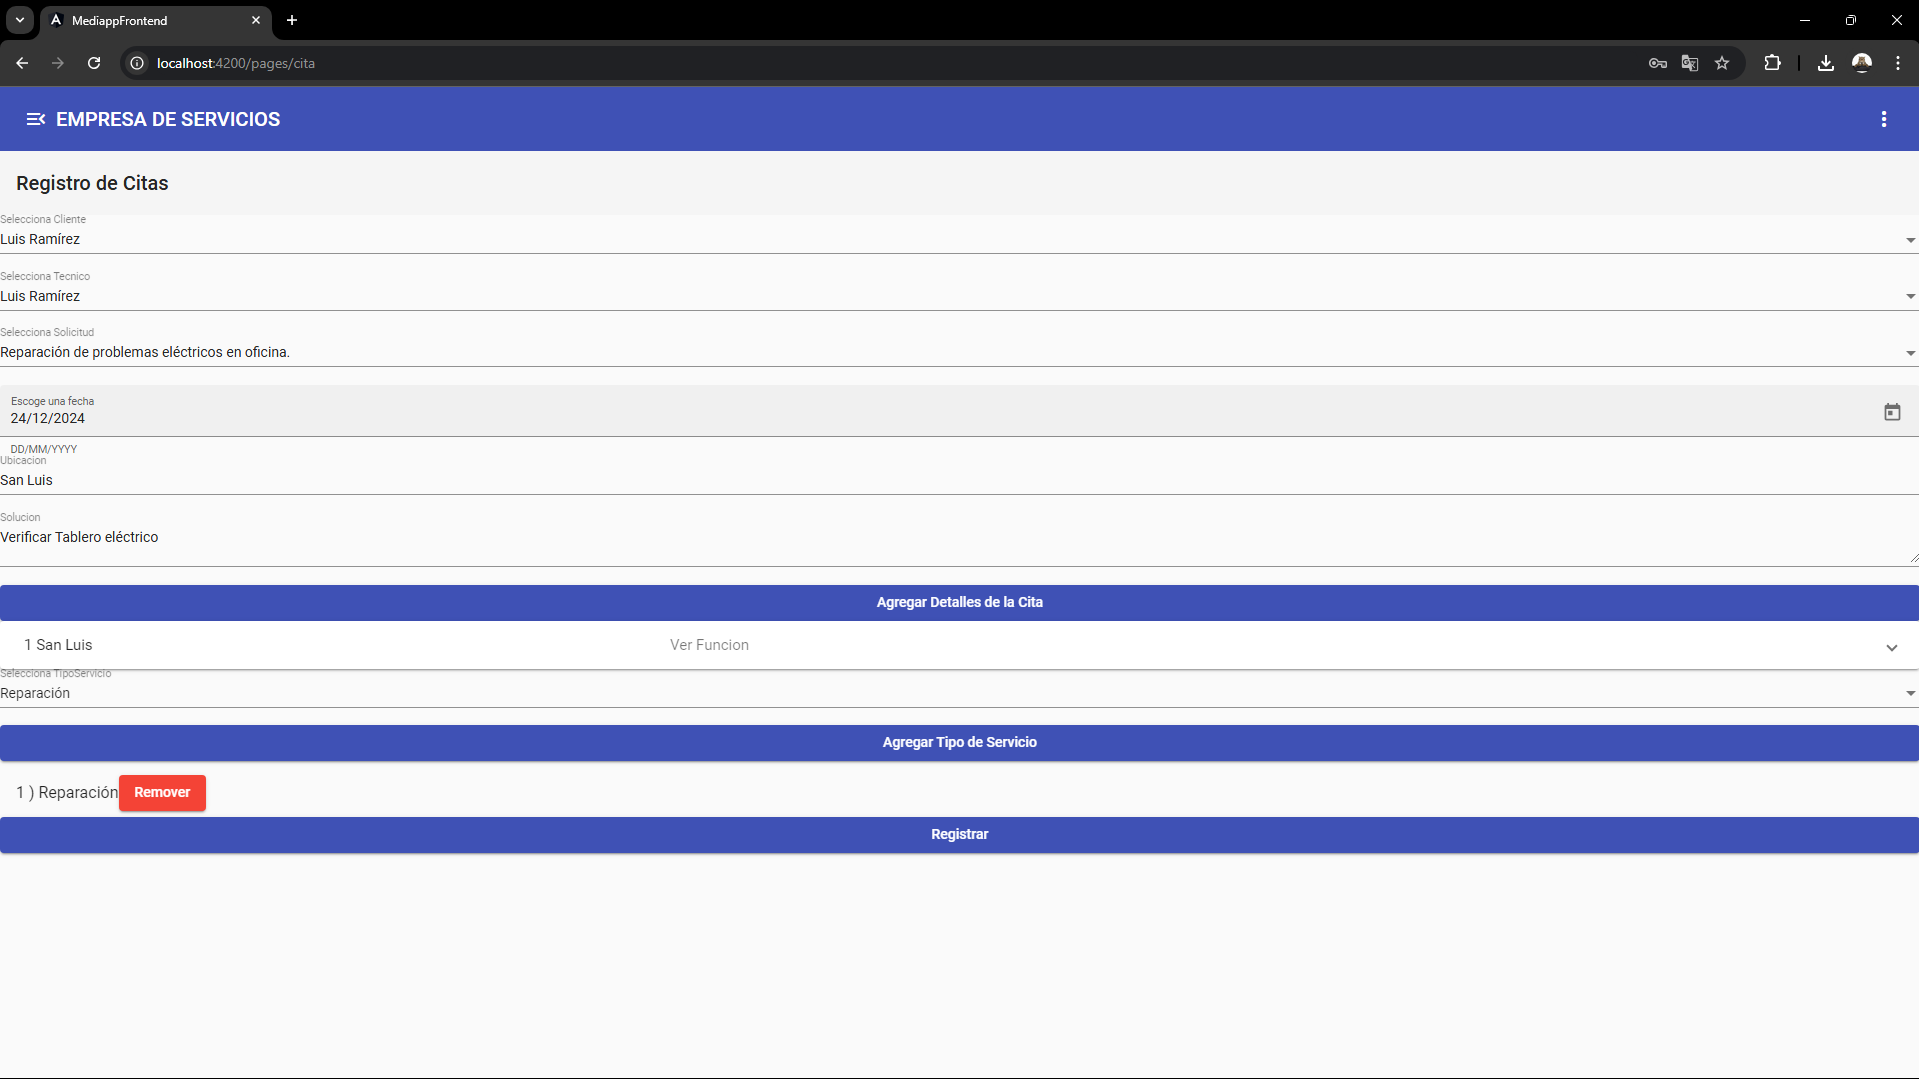 MediappFrontend
localhost:4200/pages/cita
EMPRESA DE SERVICIOS
Registro de Citas
Selecciona Cliente
Luis Ramírez
Selecciona Tecnico
Luis Ramírez
Selecciona Solicitud
Reparación de problemas eléctricos en oficina.
Escoge una fecha
24/12/2024
DD/MM/YYYY
Ubicacion
San Luis
Solucion
Verificar Tablero eléctrico
Agregar Detalles de la Cita
1 San Luis Ver Funcion
Selecciona TipoServicio
Reparación
Agregar Tipo de Servicio
1 ) Reparación Remover
Registrar